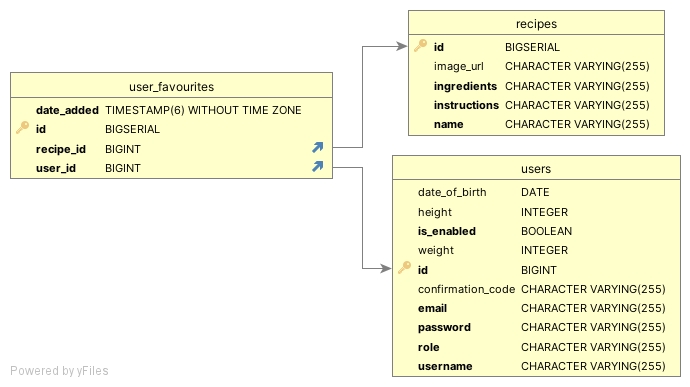 user_favourites
date_added TIMESTAMP(6) WITHOUT TIME ZONE
id BIGSERIAL
recipe_id BIGINT
user_id BIGINT
recipes
id BIGSERIAL
image_url CHARACTER VARYING(255)
ingredients CHARACTER VARYING(255)
instructions CHARACTER VARYING(255)
name CHARACTER VARYING(255)
users
date_of_birth DATE
height INTEGER
is_enabled BOOLEAN
weight INTEGER
id BIGINT
confirmation_code CHARACTER VARYING(255)
email CHARACTER VARYING(255)
password CHARACTER VARYING(255)
role CHARACTER VARYING(255)
username CHARACTER VARYING(255)
Powered by yFiles